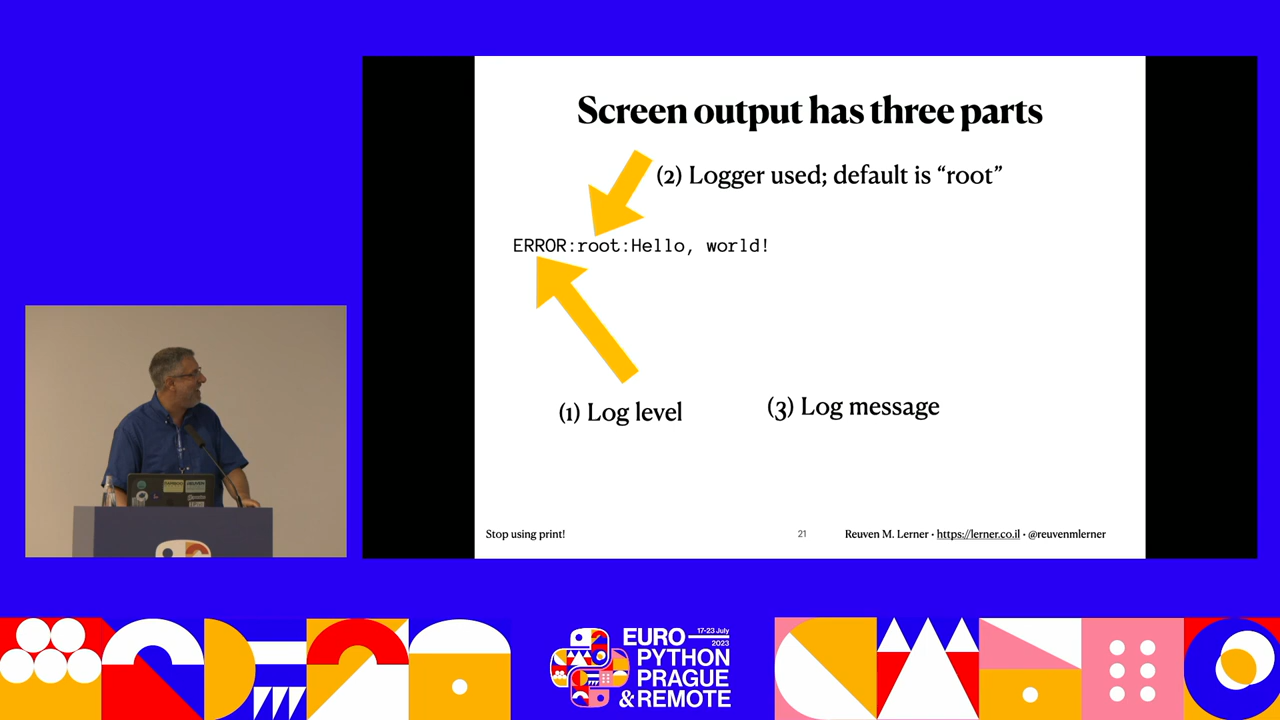 Screen output has three parts
(2) Logger used; default is “root”
ERROR:root:Hello, world!
(1) Log level
(3) Log message
Stop using print!
21
Reuven M. Lerner • https://lerner.co.il • @reuvenmlerner
EURO
17-23 July
2023
PYTHON
PRAGUE
& REMOTE